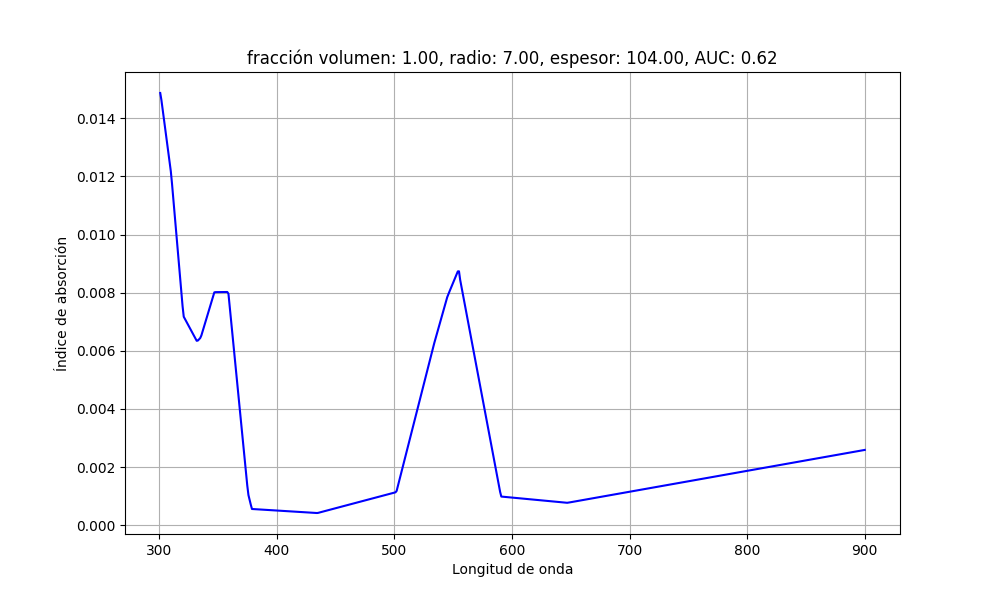 fracción volumen: 1.00, radio: 7.00, espesor: 104.00, AUC: 0.62
0.014
0.012
0.010
0.008
0.006
0.004
0.002
0.000
Índice de absorción
300 400 500 600 700 800 900
Longitud de onda